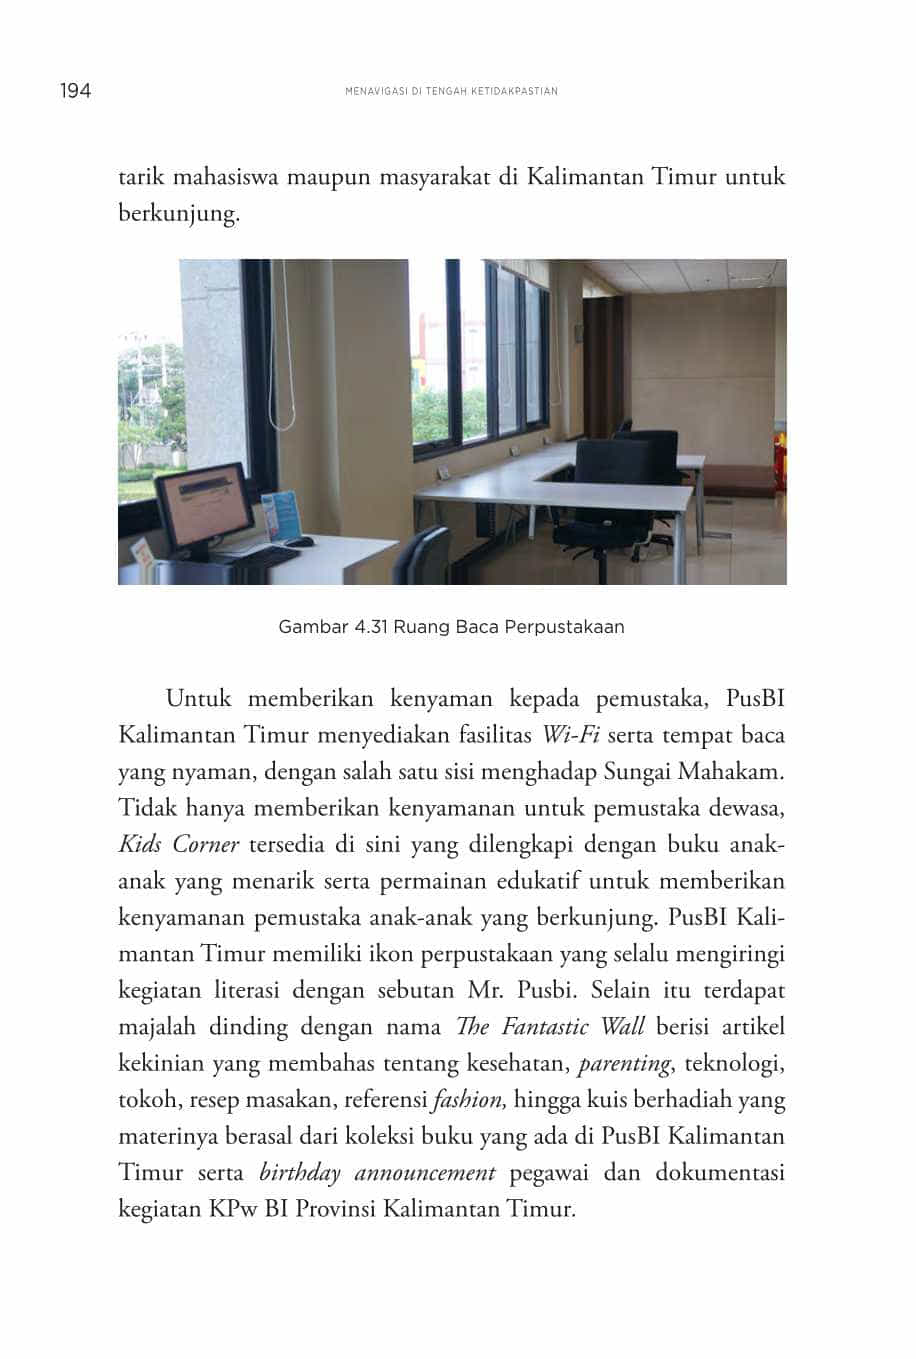 194
MENAVIGASI DI TENGAH KETIDAKPASTIAN
tarik mahasiswa maupun masyarakat di Kalimantan Timur untuk
berkunjung.
Gambar 4.31 Ruang Baca Perpustakaan
Untuk memberikan kenyaman kepada pemustaka, PusBI
Kalimantan Timur menyediakan fasilitas Wi-Fi serta tempat baca
yang nyaman, dengan salah satu sisi menghadap Sungai Mahakam.
Tidak hanya memberikan kenyamanan untuk pemustaka dewasa,
Kids Corner tersedia di sini yang dilengkapi dengan buku anak-
anak yang menarik serta permainan edukatif untuk memberikan
kenyamanan pemustaka anak-anak yang berkunjung. PusBI Kali-
mantan Timur memiliki ikon perpustakaan yang selalu mengiringi
kegiatan literasi dengan sebutan Mr. Pusbi. Selain itu terdapat
majalah dinding dengan nama The Fantastic Wall berisi artikel
kekinian yang membahas tentang kesehatan, parenting, teknologi,
tokoh, resep masakan, referensi fashion, hingga kuis berhadiah yang
materinya berasal dari koleksi buku yang ada di PusBI Kalimantan
Timur serta birthday announcement pegawai dan dokumentasi
kegiatan KPw BI Provinsi Kalimantan Timur.